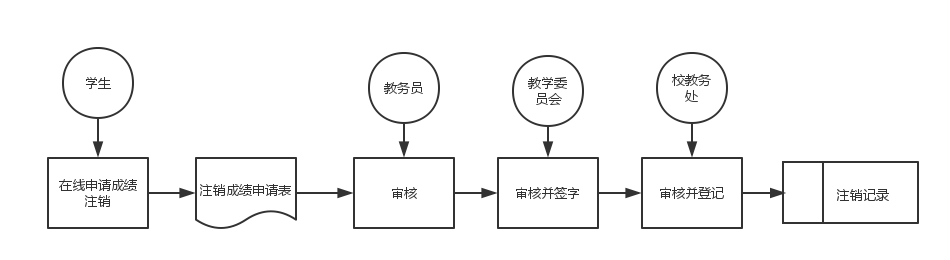 学生
教务员
教学委
员会
校教务
处
在线申请成绩
注销
注销成绩申请表
审核
审核并签字
审核并登记
注销记录